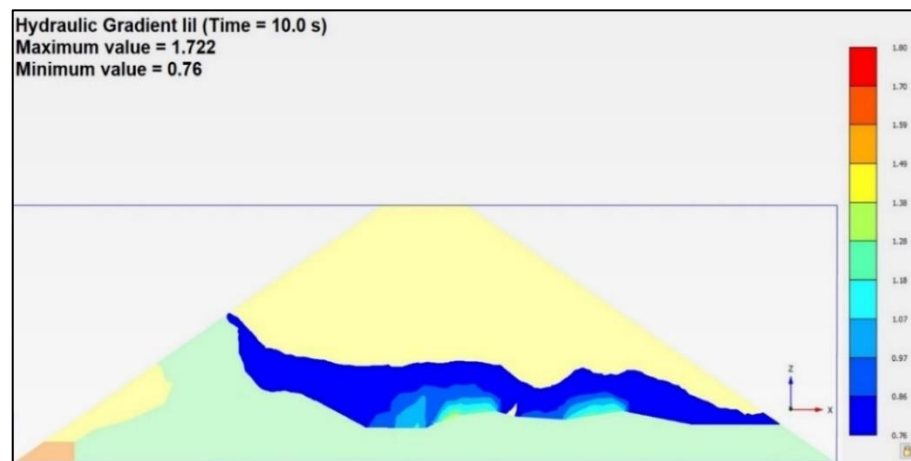 Hydraulic Gradient lil (Time = 10.0 s)
Maximum value = 1.722
Minimum value = 0.76
1.80
1.70
1.59
1.49
1.38
1.28
1.18
1.07
0.97
0.86
0.76
Z
X